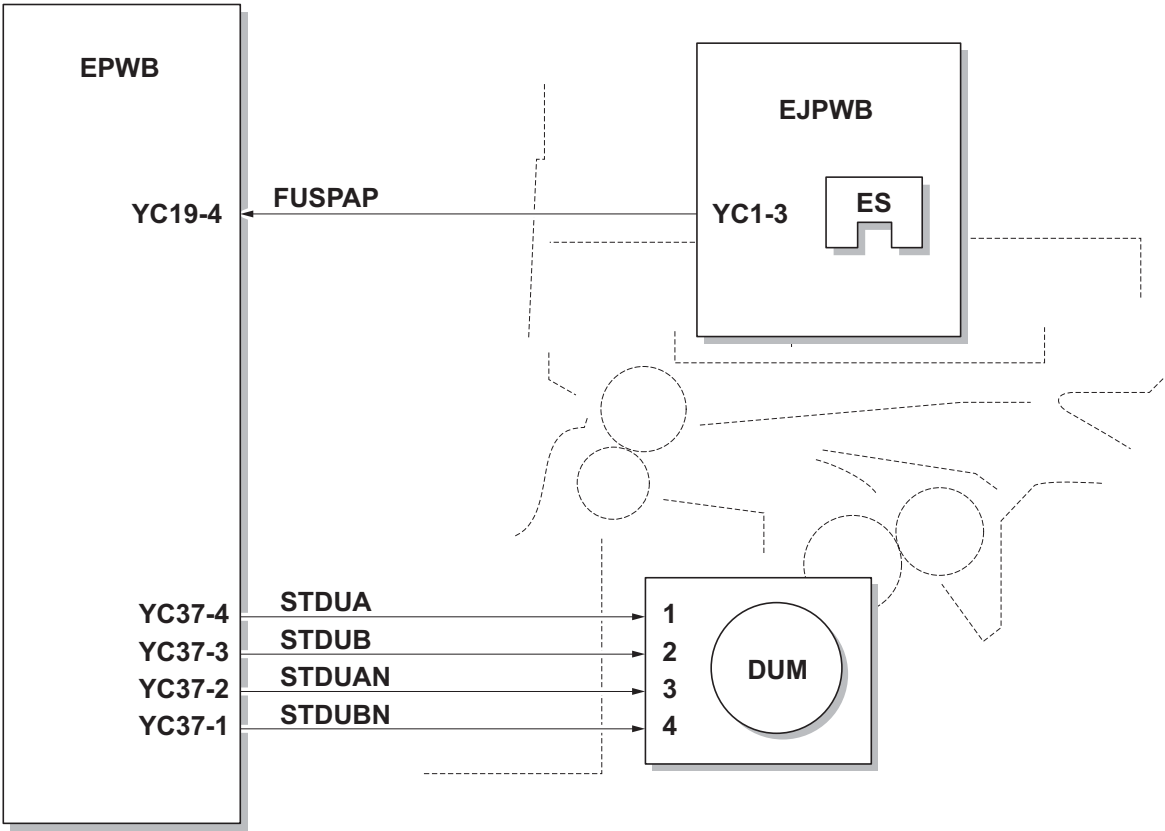 EPWB
EJPWB
FUSPAP
YC19-4
YC1-3
ES
YC37-4
STDUA
1
YC37-3
STDUB
2
YC37-2
STDUAN
3
YC37-1
STDUBN
4
DUM